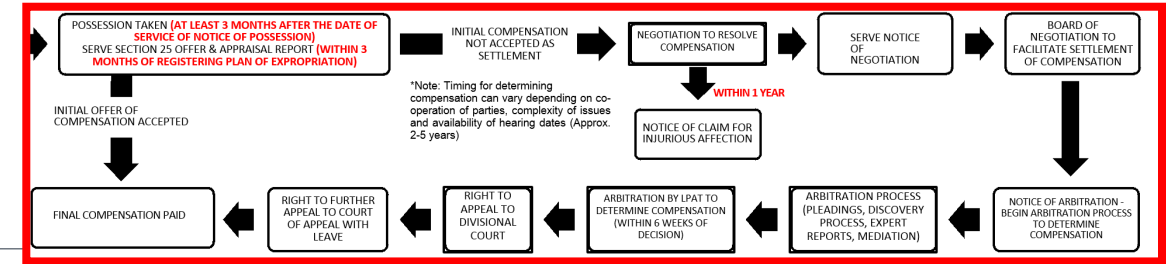 POSSESSION TAKEN (AT LEAST 3 MONTHS AFTER THE DATE OF
SERVICE OF NOTICE OF POSSESSION)
SERVE SECTION 25 OFFER & APPRAISAL REPORT (WITHIN 3
MONTHS OF REGISTERING PLAN OF EXPROPRIATION)
INITIAL COMPENSATION
NOT ACCEPTED AS
SETTLEMENT
NEGOTIATION TO RESOLVE
COMPENSATION
SERVE NOTICE
OF
NEGOTIATION
BOARD OF
NEGOTIATION TO
FACILITATE SETTLEMENT
OF COMPENSATION
INITIAL OFFER OF
COMPENSATION ACCEPTED
*Note: Timing for determining
compensation can vary depending on co-
operation of parties, complexity of issues
and availability of hearing dates (Approx.
2-5 years)
WITHIN 1 YEAR
NOTICE OF CLAIM FOR
INJURIOUS AFFECTION
FINAL COMPENSATION PAID
RIGHT TO FURTHER
APPEAL TO COURT
OF APPEAL WITH
LEAVE
RIGHT TO
APPEAL TO
DIVISIONAL
COURT
ARBITRATION BY LPAT TO
DETERMINE COMPENSATION
(WITHIN 6 WEEKS OF
DECISION)
ARBITRATION PROCESS
(PLEADINGS, DISCOVERY
PROCESS, EXPERT
REPORTS, MEDIATION)
NOTICE OF ARBITRATION -
BEGIN ARBITRATION PROCESS
TO DETERMINE
COMPENSATION